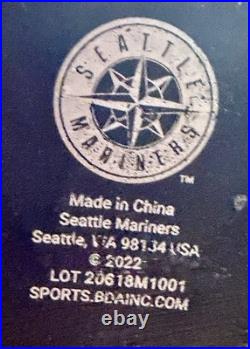 SEATTLE
MARINERS
TM
Made in China
Seattle Mariners
Seattle, WA 98134 USA
© 2022
LOT 20618M1001
SPORTS.BDAINC.COM